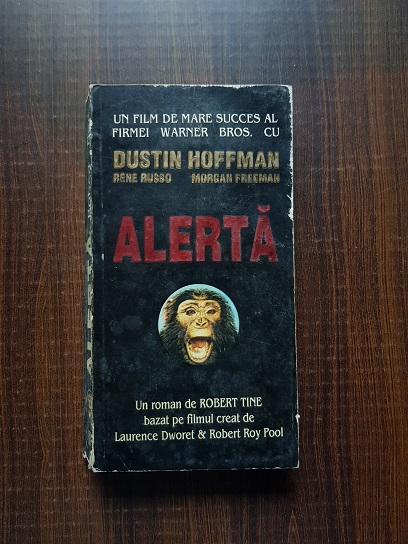 UN FILM DE MARE SUCCES AL
FIRMEI WARNER BROS. CU
DUSTIN HOFFMAN
RENE RUSSO MORGAN FREEMAN
ALERTĂ
Un roman de ROBERT TINE
bazat pe filmul creat de
Laurence Dworet & Robert Roy Pool